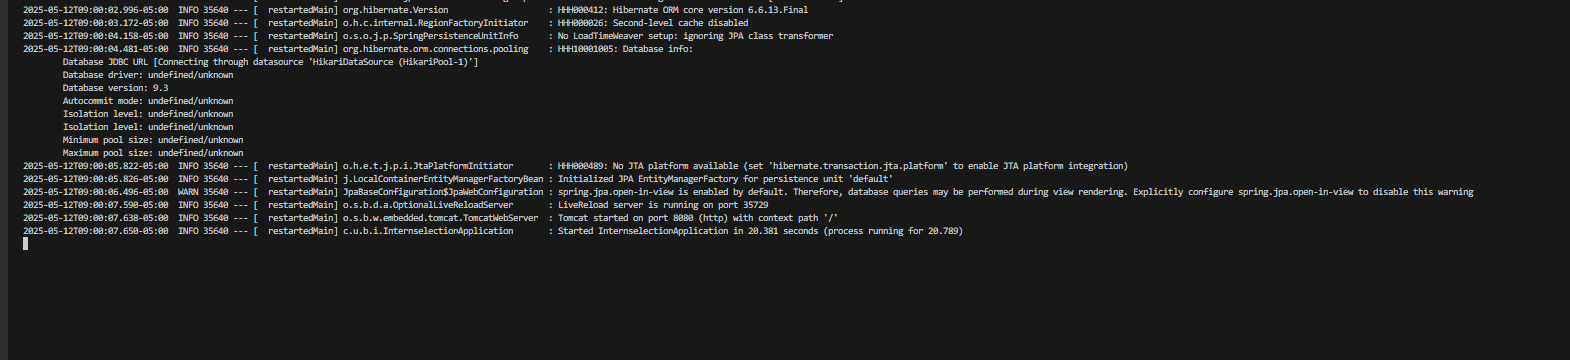 2025-05-12T09:00:02.996-05:00  INFO 35640 --- [  restartedMain] org.hibernate.Version                    : HHH000412: Hibernate ORM core version 6.6.13.Final
2025-05-12T09:00:03.172-05:00  INFO 35640 --- [  restartedMain] o.h.c.internal.RegionFactoryInitiator    : HHH000026: Second-level cache disabled
2025-05-12T09:00:04.158-05:00  INFO 35640 --- [  restartedMain] o.s.o.j.p.SpringPersistenceUnitInfo      : No LoadTimeWeaver setup: ignoring JPA class transformer
2025-05-12T09:00:04.481-05:00  INFO 35640 --- [  restartedMain] org.hibernate.orm.connections.pooling    : HHH10001005: Database info:
        Database JDBC URL [Connecting through datasource 'HikariDataSource (HikariPool-1)']
        Database driver: undefined/unknown
        Database version: 9.3
        Autocommit mode: undefined/unknown
        Isolation level: undefined/unknown
        Isolation level: undefined/unknown
        Minimum pool size: undefined/unknown
        Maximum pool size: undefined/unknown
2025-05-12T09:00:05.822-05:00  INFO 35640 --- [  restartedMain] o.h.e.t.j.p.i.JtaPlatformInitiator       : HHH000489: No JTA platform available (set 'hibernate.transaction.jta.platform' to enable JTA platform integration)
2025-05-12T09:00:05.826-05:00  INFO 35640 --- [  restartedMain] j.LocalContainerEntityManagerFactoryBean : Initialized JPA EntityManagerFactory for persistence unit 'default'
2025-05-12T09:00:06.496-05:00  WARN 35640 --- [  restartedMain] JpaBaseConfiguration$JpaWebConfiguration : spring.jpa.open-in-view is enabled by default. Therefore, database queries may be performed during view rendering. Explicitly configure spring.jpa.open-in-view to disable this warning
2025-05-12T09:00:07.590-05:00  INFO 35640 --- [  restartedMain] o.s.b.d.a.OptionalLiveReloadServer       : LiveReload server is running on port 35729
2025-05-12T09:00:07.638-05:00  INFO 35640 --- [  restartedMain] o.s.b.w.embedded.tomcat.TomcatWebServer  : Tomcat started on port 8080 (http) with context path '/'
2025-05-12T09:00:07.650-05:00  INFO 35640 --- [  restartedMain] c.u.b.i.InternselectionApplication       : Started InternselectionApplication in 20.381 seconds (process running for 20.789)